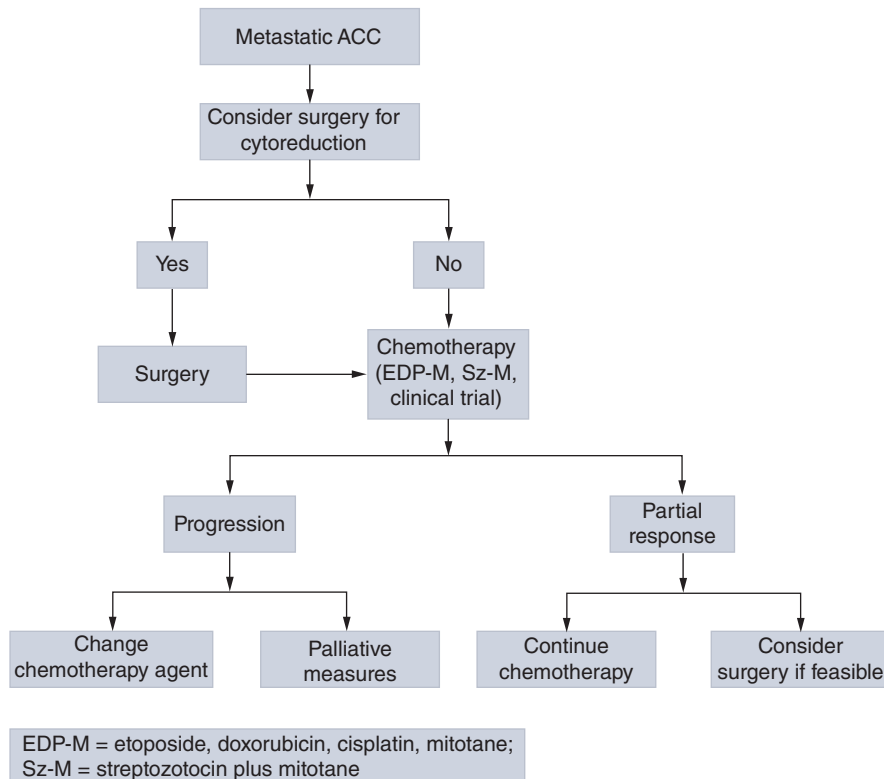 Metastatic ACC
Consider surgery for
cytoreduction
Yes
No
Surgery
Chemotherapy
(EDP-M, Sz-M,
clinical trial)
Progression
Partial
response
Change
chemotherapy agent
Palliative
measures
Continue
chemotherapy
Consider
surgery if feasible
EDP-M = etoposide, doxorubicin, cisplatin, mitotane;
Sz-M = streptozotocin plus mitotane